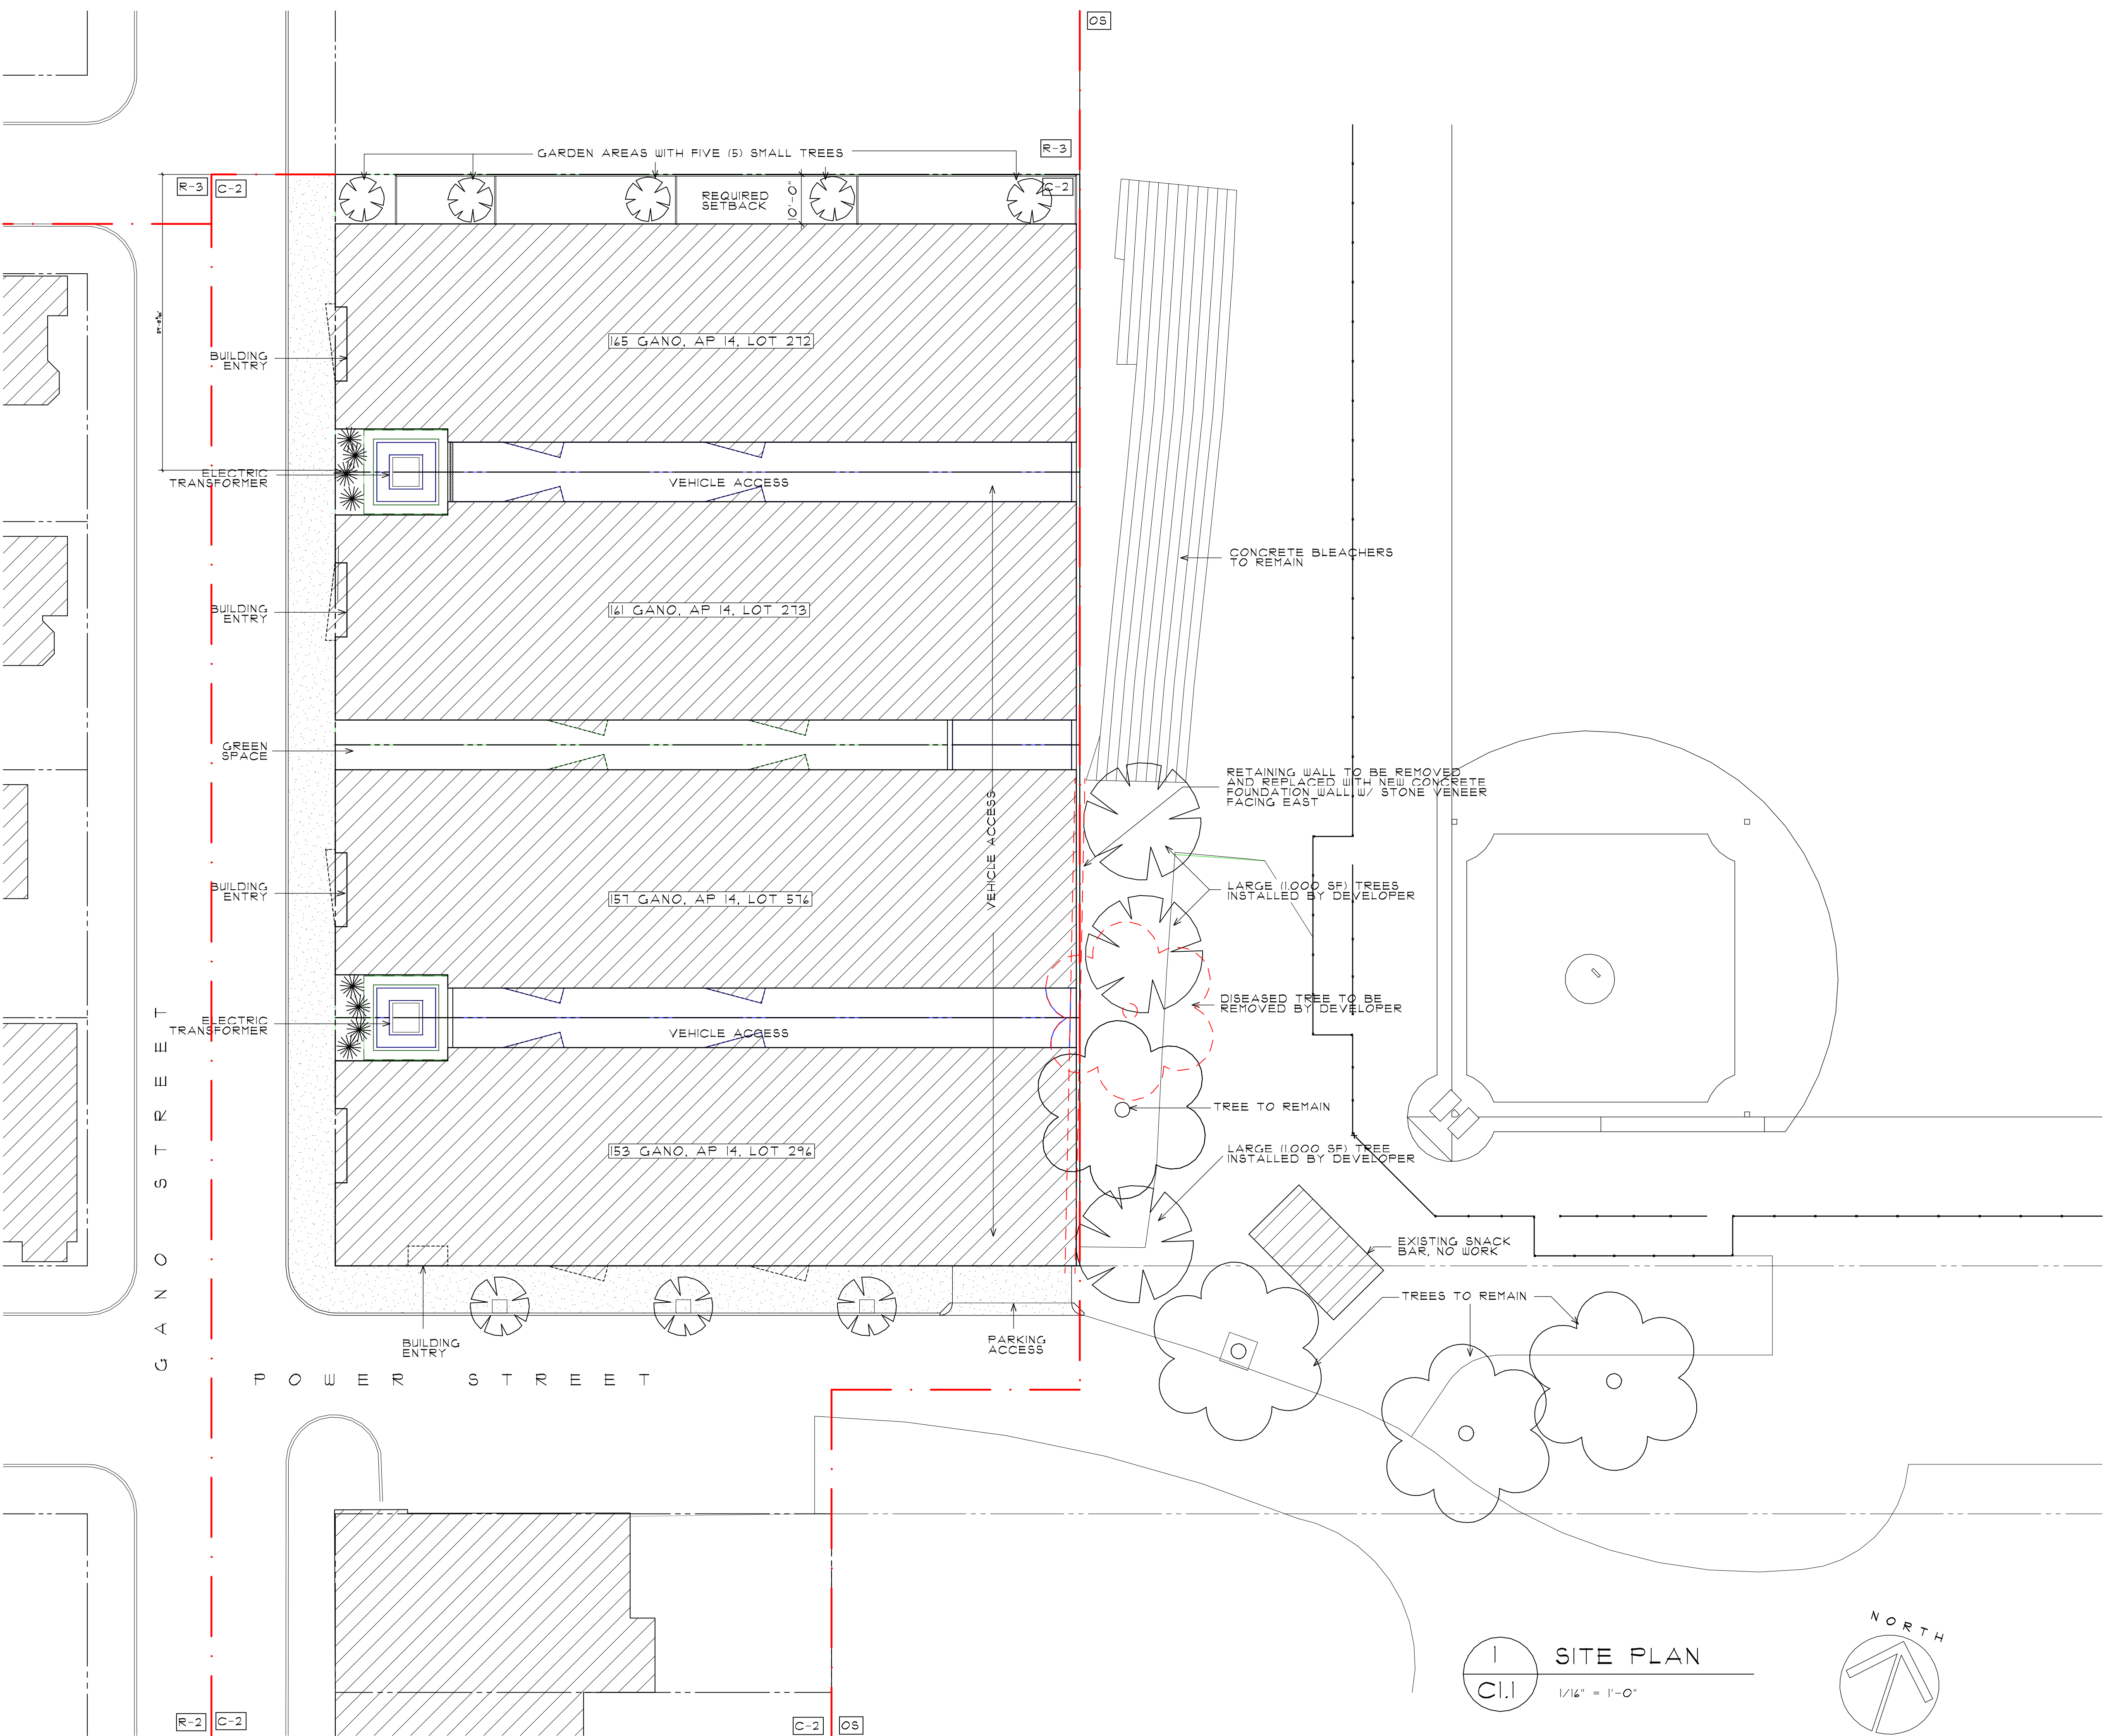 OS
GARDEN AREAS WITH FIVE (5) SMALL TREES
R-3
R-3
C-2
REQUIRED
SETBACK
10'-0"
C-2
165 GANO, AP 14, LOT 272
BUILDING
ENTRY
ELECTRIC
TRANSFORMER
VEHICLE ACCESS
CONCRETE BLEACHERS
TO REMAIN
161 GANO, AP 14, LOT 273
BUILDING
ENTRY
GREEN
SPACE
RETAINING WALL TO BE REMOVED
AND REPLACED WITH NEW CONCRETE
FOUNDATION WALL W/ STONE VENEER
FACING EAST
VEHICLE ACCESS
BUILDING
ENTRY
157 GANO, AP 14, LOT 576
LARGE (1,000 SF) TREES
INSTALLED BY DEVELOPER
DISEASED TREE TO BE
REMOVED BY DEVELOPER
ELECTRIC
TRANSFORMER
VEHICLE ACCESS
TREE TO REMAIN
153 GANO, AP 14, LOT 296
LARGE (1,000 SF) TREE
INSTALLED BY DEVELOPER
GANO STREET
EXISTING SNACK
BAR, NO WORK
TREES TO REMAIN
BUILDING
ENTRY
PARKING
ACCESS
POWER STREET
NORTH
1
SITE PLAN
C1.1
1/16" = 1'-0"
R-2
C-2
C-2
OS